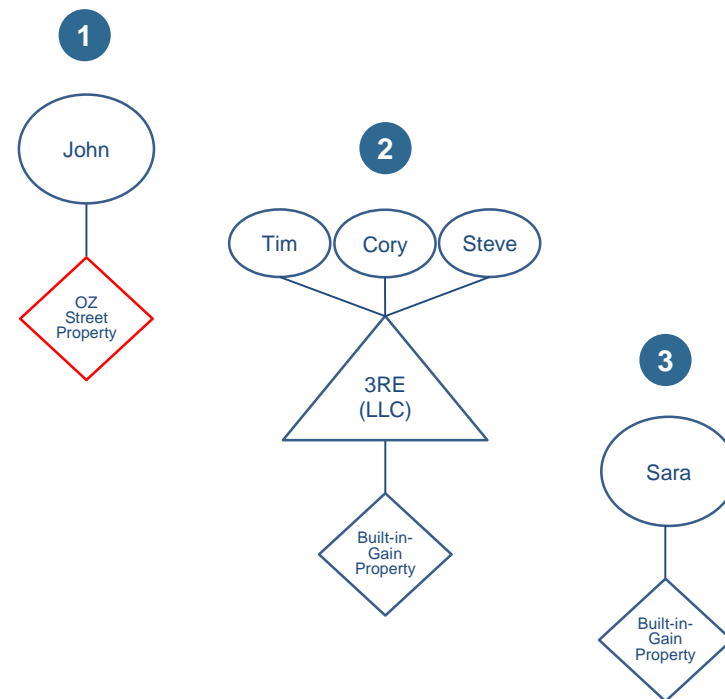 1
John
OZ
Street
Property
2
Tim
Cory
Steve
3RE
(LLC)
Built-in-
Gain
Property
3
Sara
Built-in-
Gain
Property